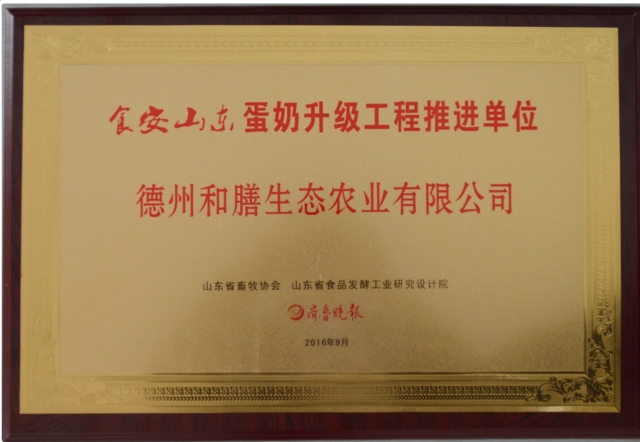 食安山东 蛋奶升级工程推进单位
德州和膳生态农业有限公司
山东省畜牧协会 山东省食品发酵工业研究设计院
齐鲁晚报
2016年9月